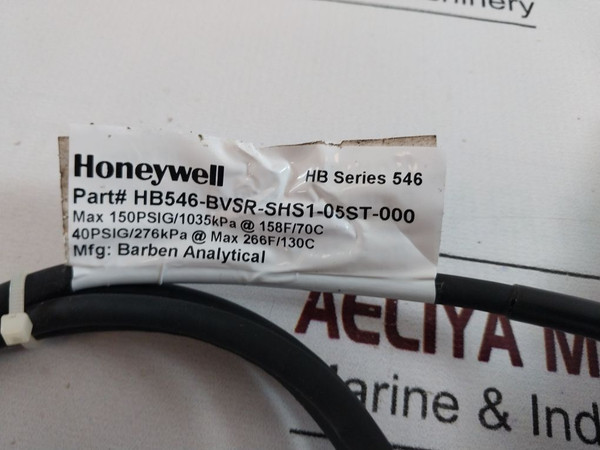 Honeywell HB Series 546
Part# HB546-BVSR-SHS1-05ST-000
Max 150PSIG/1035kPa @ 158F/70C
40PSIG/276kPa @ Max 266F/130C
Mfg: Barben Analytical
AELIYA M
arine & Ind